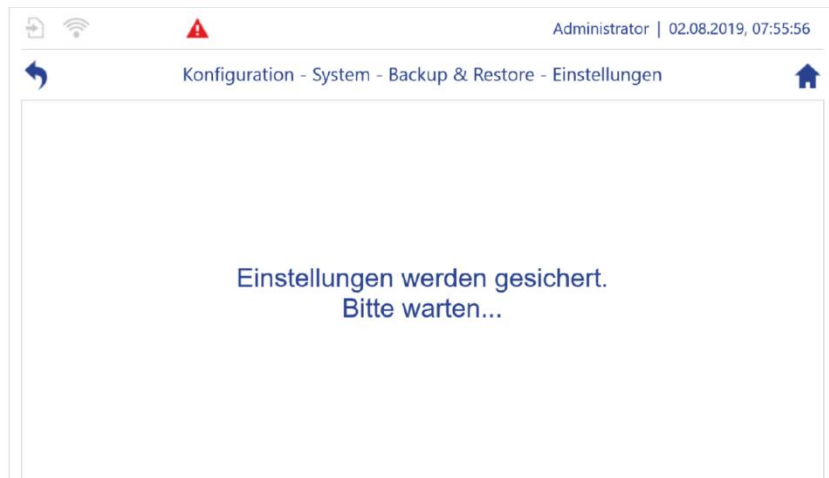 Administrator | 02.08.2019, 07:55:56
Konfiguration - System - Backup & Restore - Einstellungen
Einstellungen werden gesichert.
Bitte warten...